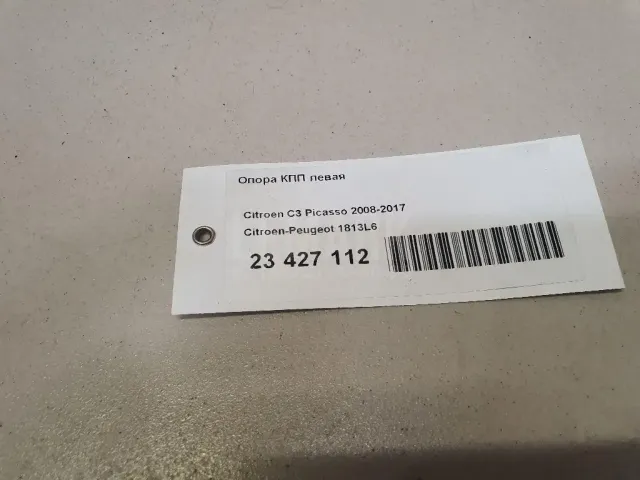 Опора КПП левая
Citroen C3 Picasso 2008-2017
Citroen-Peugeot 1813L6
23 427 112